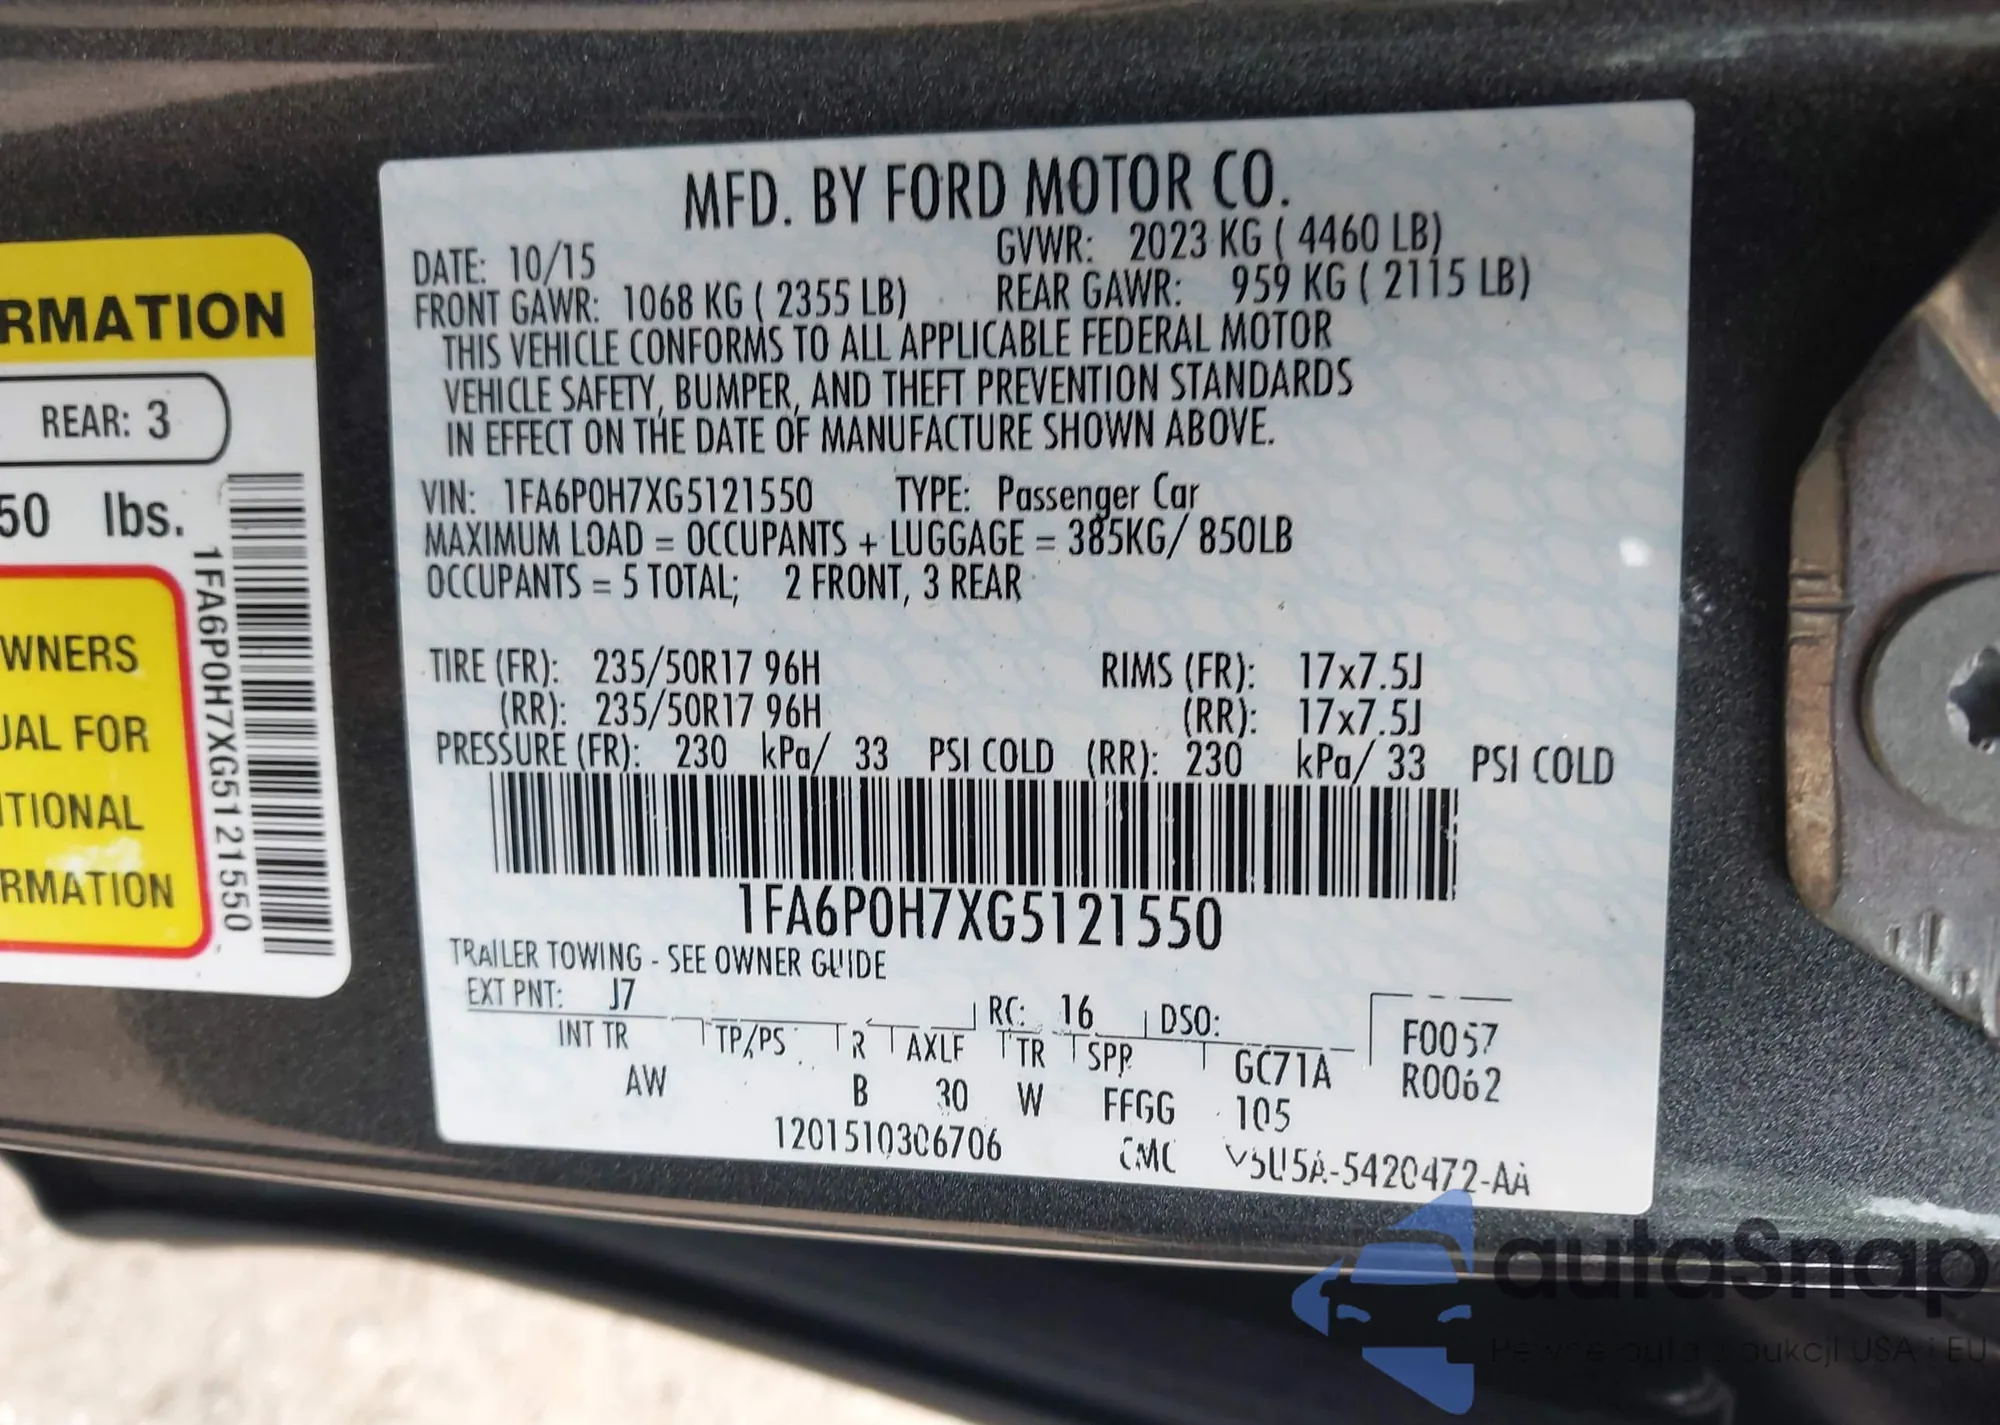 RMATION
REAR: 3
50 lbs.
WNERS
UAL FOR
ITIONAL
RMATION
1FA6P0H7XG5121550
MFD. BY FORD MOTOR CO.
DATE: 10/15 GVWR: 2023 KG ( 4460 LB)
FRONT GAWR: 1068 KG ( 2355 LB) REAR GAWR: 959 KG ( 2115 LB)
THIS VEHICLE CONFORMS TO ALL APPLICABLE FEDERAL MOTOR
VEHICLE SAFETY, BUMPER, AND THEFT PREVENTION STANDARDS
IN EFFECT ON THE DATE OF MANUFACTURE SHOWN ABOVE.
VIN: 1FA6P0H7XG5121550 TYPE: Passenger Car
MAXIMUM LOAD = OCCUPANTS + LUGGAGE = 385KG/ 850LB
OCCUPANTS = 5 TOTAL; 2 FRONT, 3 REAR
TIRE (FR): 235/50R17 96H RIMS (FR): 17x7.5J
(RR): 235/50R17 96H (RR): 17x7.5J
PRESSURE (FR): 230 kPa/ 33 PSI COLD (RR): 230 kPa/ 33 PSI COLD
1FA6P0H7XG5121550
TRAILER TOWING - SEE OWNER GUIDE
EXT PNT: J7 RC: 16 DSO: F0057
INT TR TP/PS R AXLE TR SPR GC71A R0062
AW B 30 W FFGG 105
1201510306706 CMC 5U5A-5420472-AA
autaSnap
Pewne auta z aukcji USA i EU